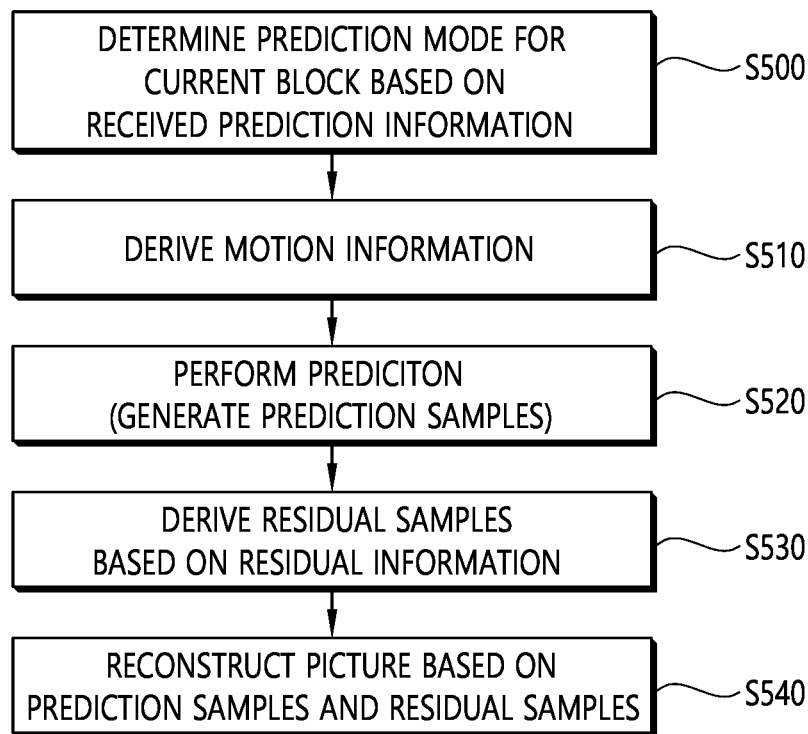 DETERMINE PREDICTION MODE FOR
CURRENT BLOCK BASED ON
RECEIVED PREDICTION INFORMATION
S500
DERIVE MOTION INFORMATION
S510
PERFORM PREDICITON
(GENERATE PREDICTION SAMPLES)
S520
DERIVE RESIDUAL SAMPLES
BASED ON RESIDUAL INFORMATION
S530
RECONSTRUCT PICTURE BASED ON
PREDICTION SAMPLES AND RESIDUAL SAMPLES
S540